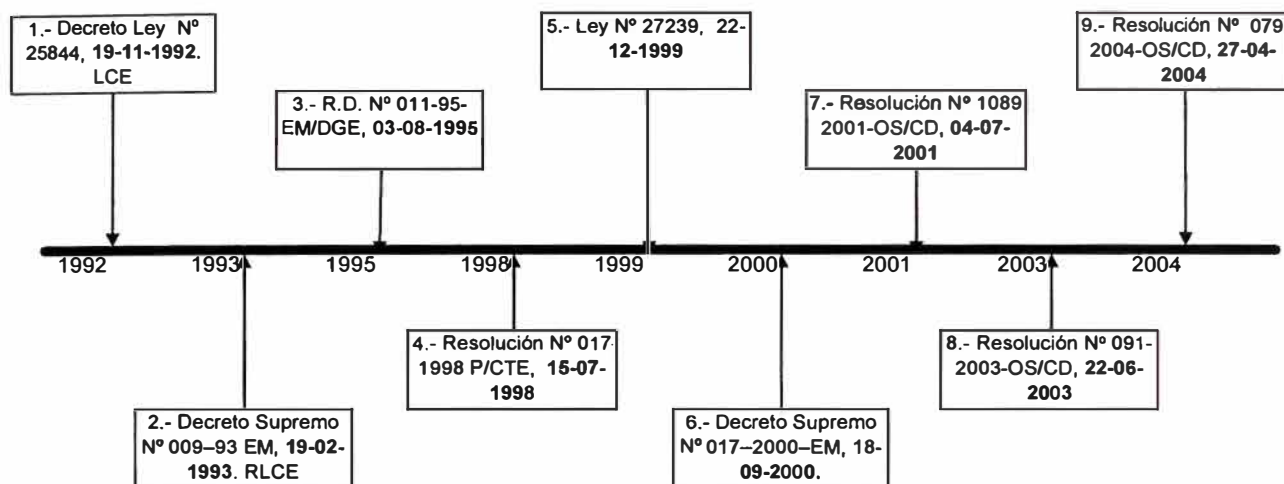 1.- Decreto Ley Nº
25844, 19-11-1992.
LCE
5.- Ley Nº 27239, 22-
12-1999
9.- Resolución Nº 079
2004-OS/CD, 27-04-
2004
3.- R.D. Nº 011-95-
EM/DGE, 03-08-1995
7.- Resolución Nº 1089
2001-OS/CD, 04-07-
2001
1992 1993 1995 1998 1999 2000 2001 2003 2004
4.- Resolución Nº 017-
1998 P/CTE, 15-07-
1998
8.- Resolución Nº 091-
2003-OS/CD, 22-06-
2003
2.- Decreto Supremo
Nº 009–93 EM, 19-02-
1993. RLCE
6.- Decreto Supremo
Nº 017–2000–EM, 18-
09-2000.